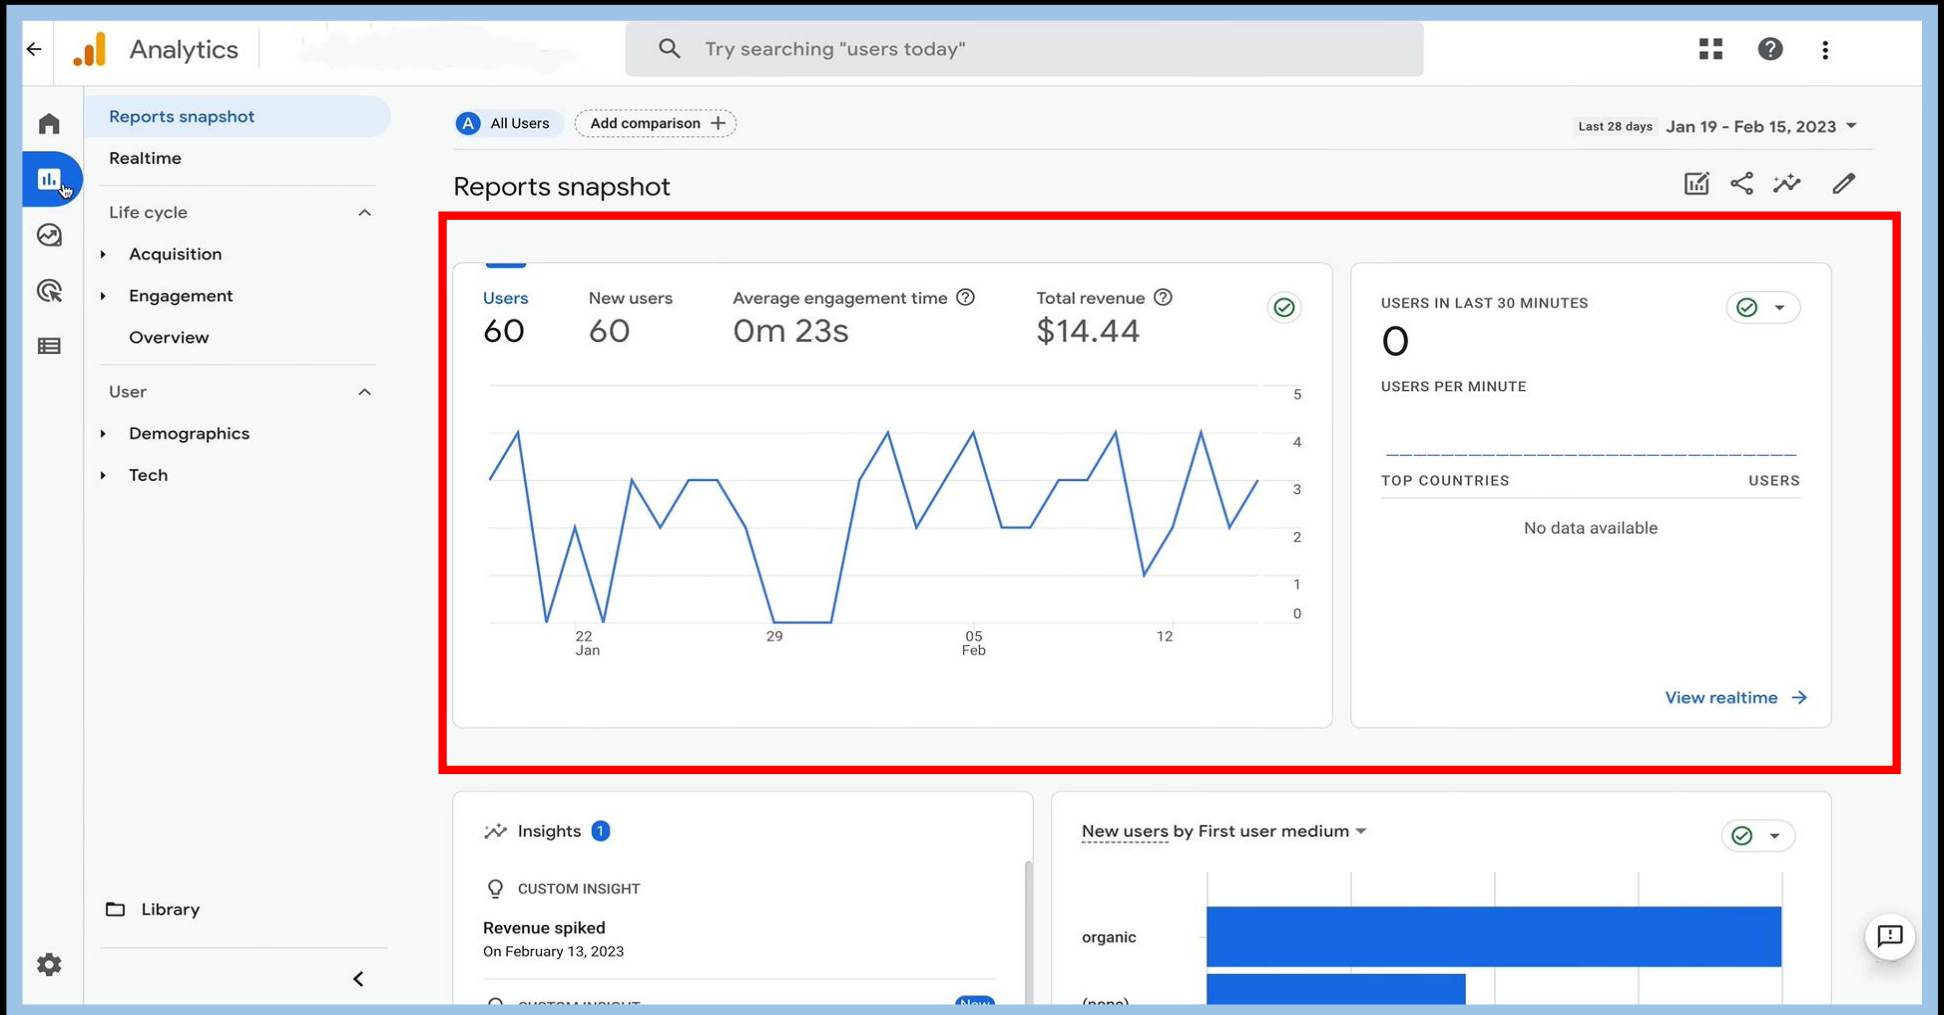 Analytics
Try searching "users today"
Reports snapshot
Realtime
Life cycle
Acquisition
Engagement
Overview
User
Demographics
Tech
Library
A All Users
Add comparison +
Last 28 days Jan 19 - Feb 15, 2023
Reports snapshot
Users New users Average engagement time Total revenue
60 60 0m 23s $14.44
5
4
3
2
1
0
22 29 05 12
Jan Feb
USERS IN LAST 30 MINUTES
0
USERS PER MINUTE
TOP COUNTRIES USERS
No data available
View realtime
Insights 1
CUSTOM INSIGHT
Revenue spiked
On February 13, 2023
CUSTOM INSIGHT New
New users by First user medium
organic
(none)